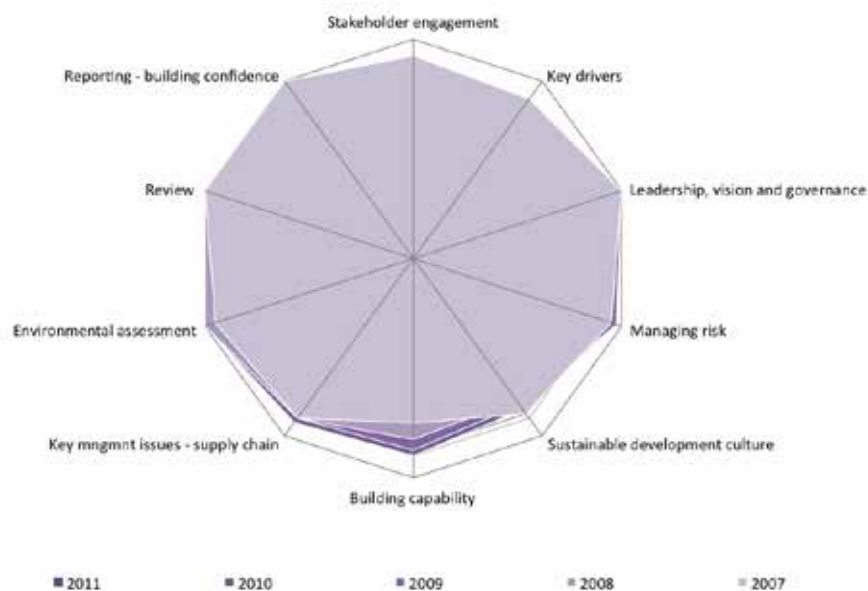 Stakeholder engagement
Reporting - building confidence
Key drivers
Review
Leadership, vision and governance
Environmental assessment
Managing risk
Key mngmnt issues - supply chain
Sustainable development culture
Building capability
2011 2010 2009 2008 2007